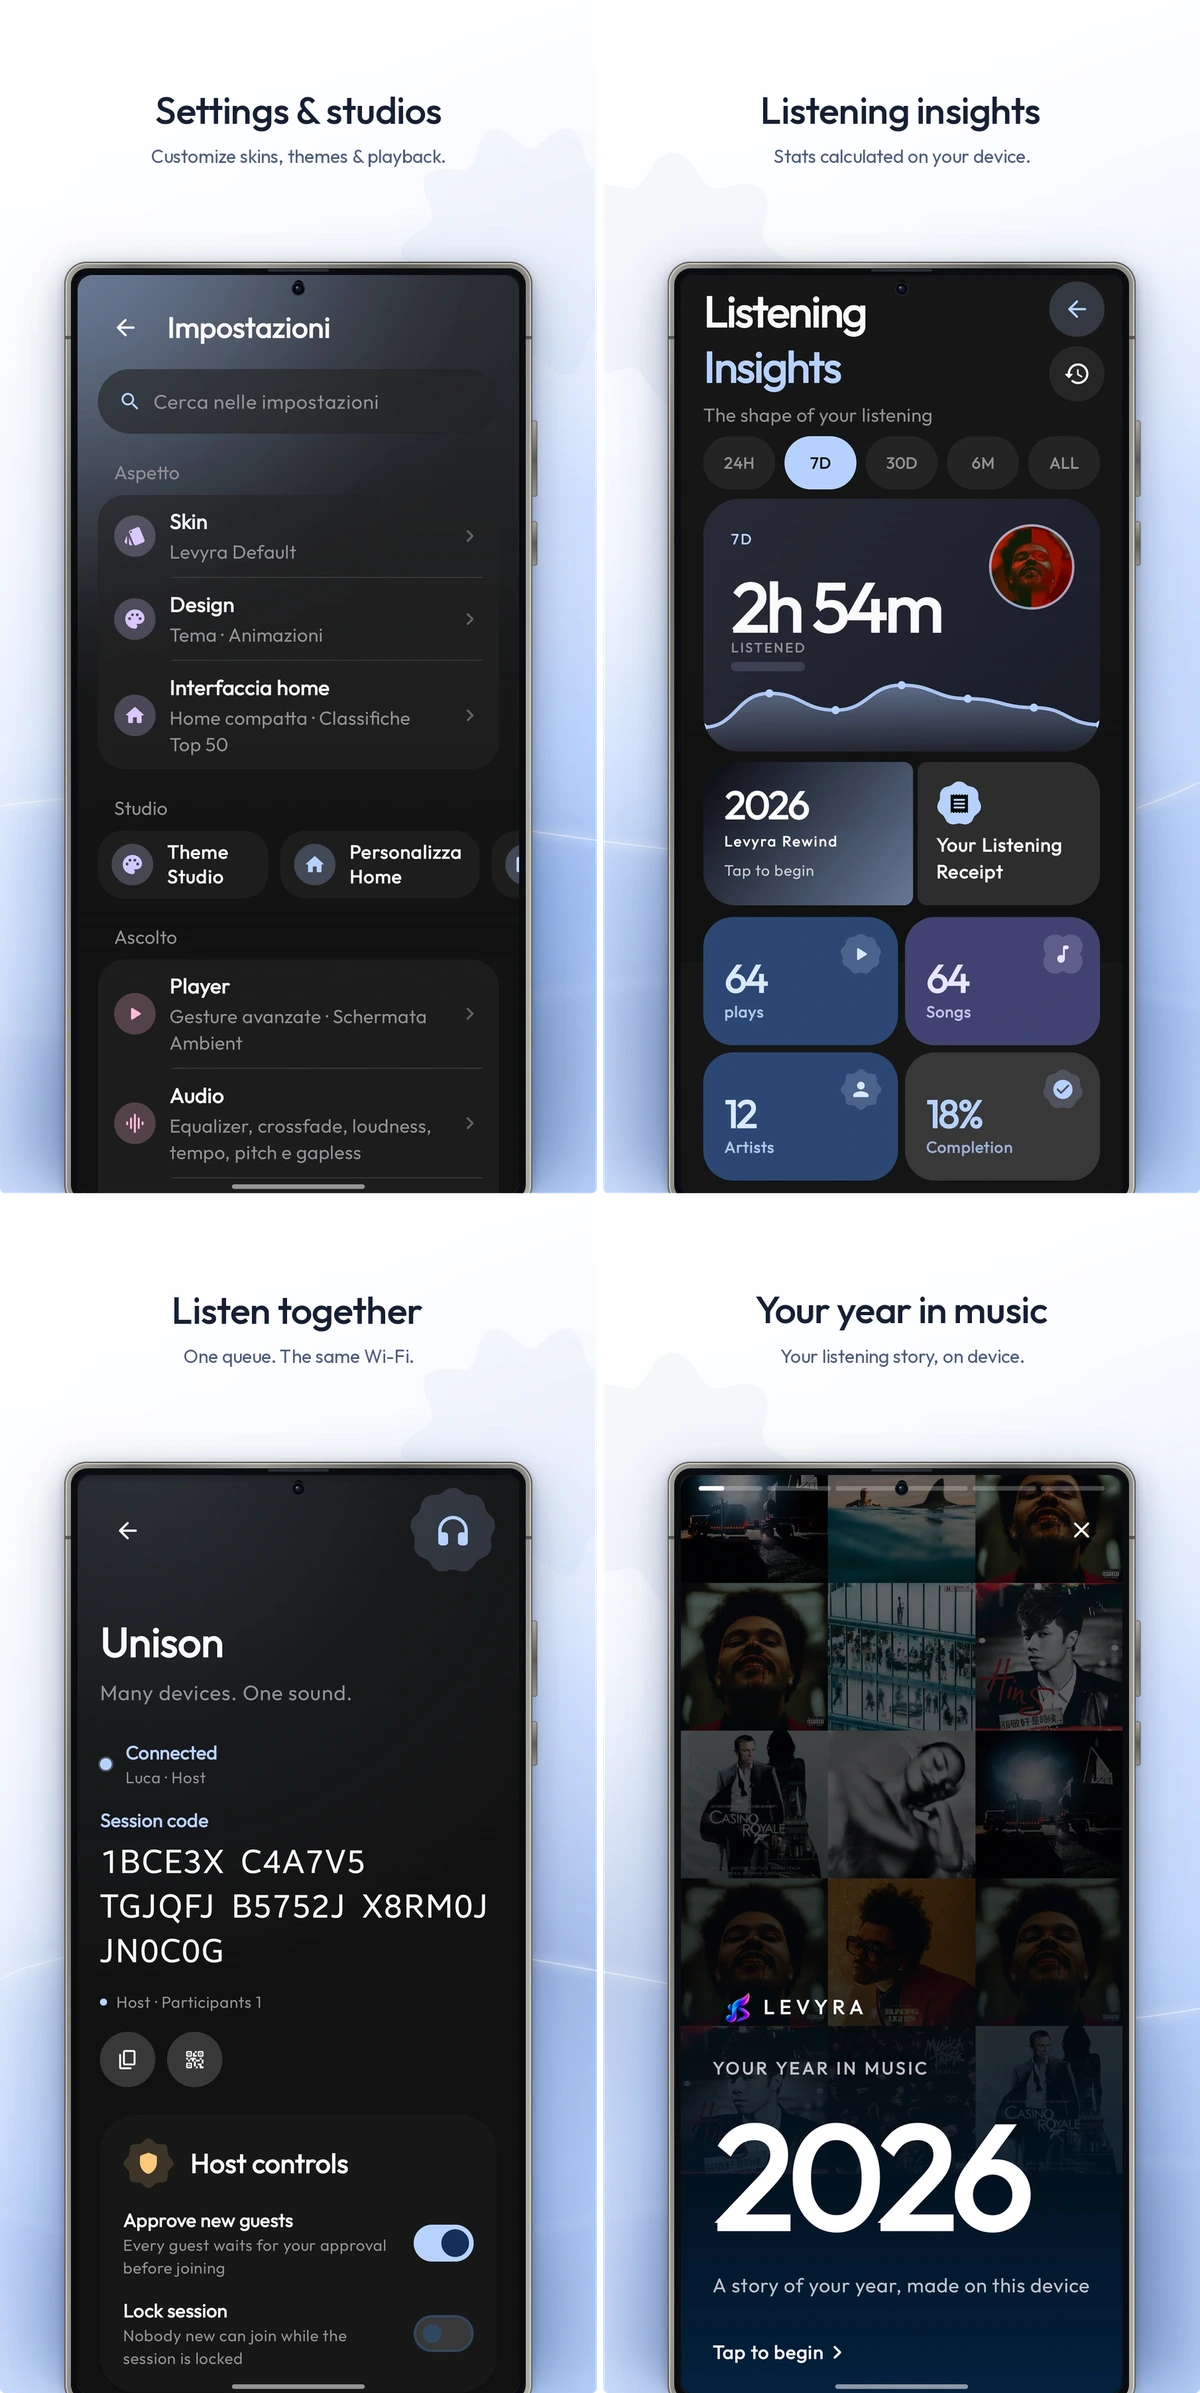 Settings & studios
Customize skins, themes & playback.
Impostazioni
Cerca nelle impostazioni
Aspetto
Skin
Levyra Default
Design
Tema · Animazioni
Interfaccia home
Home compatta · Classifiche
Top 50
Studio
Theme
Studio
Personalizza
Home
Ascolto
Player
Gesture avanzate · Schermata
Ambient
Audio
Equalizer, crossfade, loudness,
tempo, pitch e gapless
Listening insights
Stats calculated on your device.
Listening
Insights
The shape of your listening
24H 7D 30D 6M ALL
7D
2h 54m
LISTENED
2026
Levyra Rewind
Tap to begin
Your Listening
Receipt
64
plays
64
Songs
12
Artists
18%
Completion
Listen together
One queue. The same Wi-Fi.
Unison
Many devices. One sound.
Connected
Luca · Host
Session code
1BCE3X C4A7V5
TGJQFJ B5752J X8RM0J
JN0C0G
Host · Participants 1
Host controls
Approve new guests
Every guest waits for your approval
before joining
Lock session
Nobody new can join while the
session is locked
Your year in music
Your listening story, on device.
Hins
CASINO
ROYALE
LEVYRA
YOUR YEAR IN MUSIC
CASINO
ROYALE
2026
A story of your year, made on this device
Tap to begin